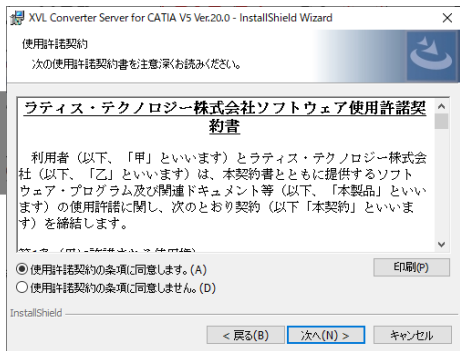 XVL Converter Server for CATIA V5 Ver.20.0 - InstallShield Wizard
使用許諾契約
次の使用許諾契約書を注意深くお読みください。
ラティス・テクノロジー株式会社ソフトウェア使用許諾契
約書
利用者（以下、「甲」といいます）とラティス・テクノロジー株式会
社（以下、「乙」といいます）は、本契約書とともに提供するソフト
ウェア・プログラム及び関連ドキュメント等（以下、「本製品」といい
ます）の使用許諾に関し、次のとおり契約（以下「本契約」といいま
す）を締結します。
使用許諾契約の条項に同意します。(A)
印刷(P)
使用許諾契約の条項に同意しません。(D)
InstallShield
< 戻る(B)
次へ(N) >
キャンセル